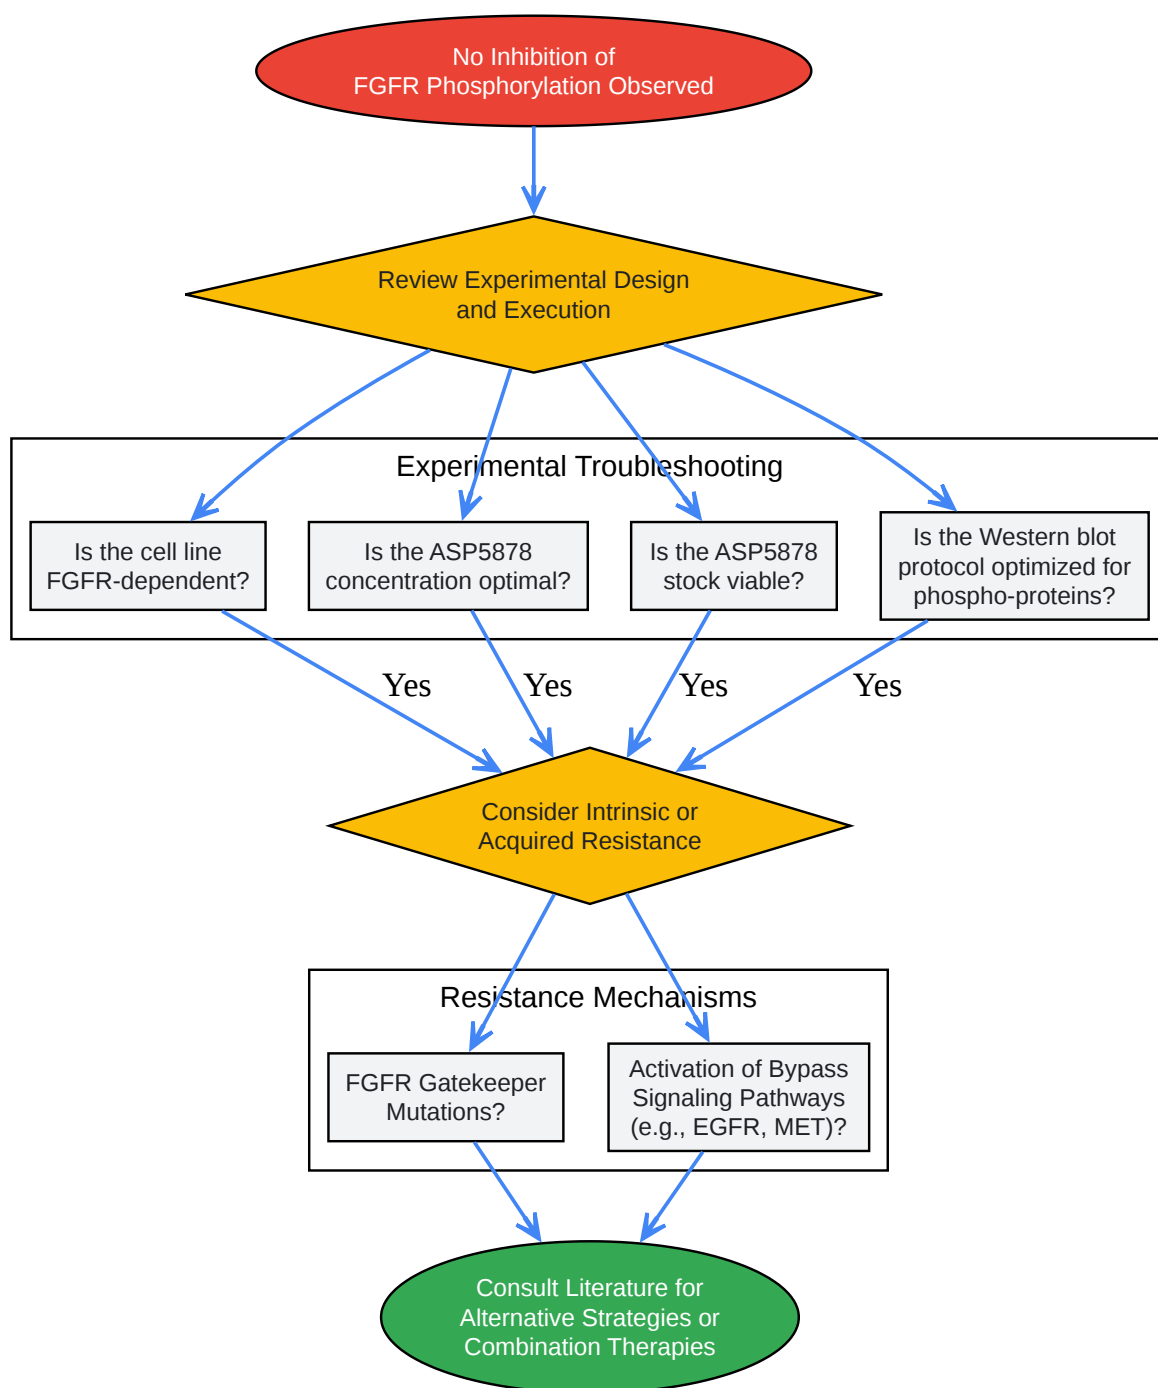 No Inhibition of
FGFR Phosphorylation Observed
Review Experimental Design
and Execution
Experimental Troubleshooting
Is the cell line
FGFR-dependent?
Is the ASP5878
concentration optimal?
Is the ASP5878
stock viable?
Is the Western blot
protocol optimized for
phospho-proteins?
Yes
Yes
Yes
Yes
Consider Intrinsic or
Acquired Resistance
Resistance Mechanisms
FGFR Gatekeeper
Mutations?
Activation of Bypass
Signaling Pathways
(e.g., EGFR, MET)?
Consult Literature for
Alternative Strategies or
Combination Therapies